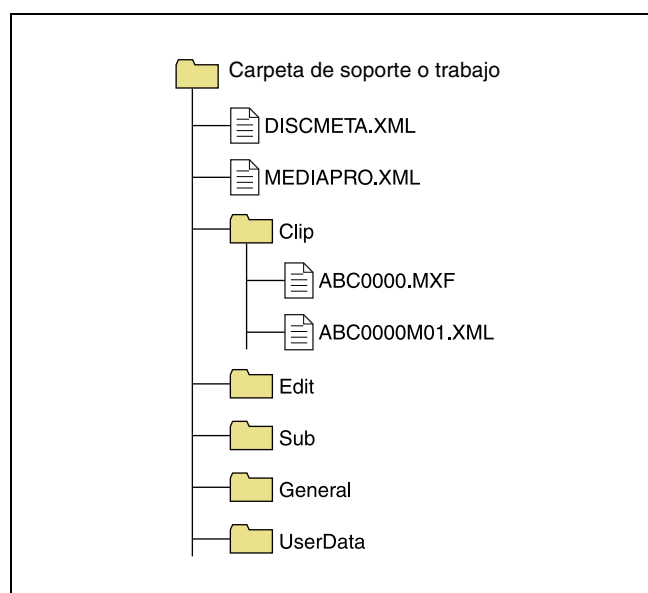 Carpeta de soporte o trabajo
DISCMETA.XML
MEDIAPRO.XML
Clip
ABC0000.MXF
ABC0000M01.XML
Edit
Sub
General
UserData